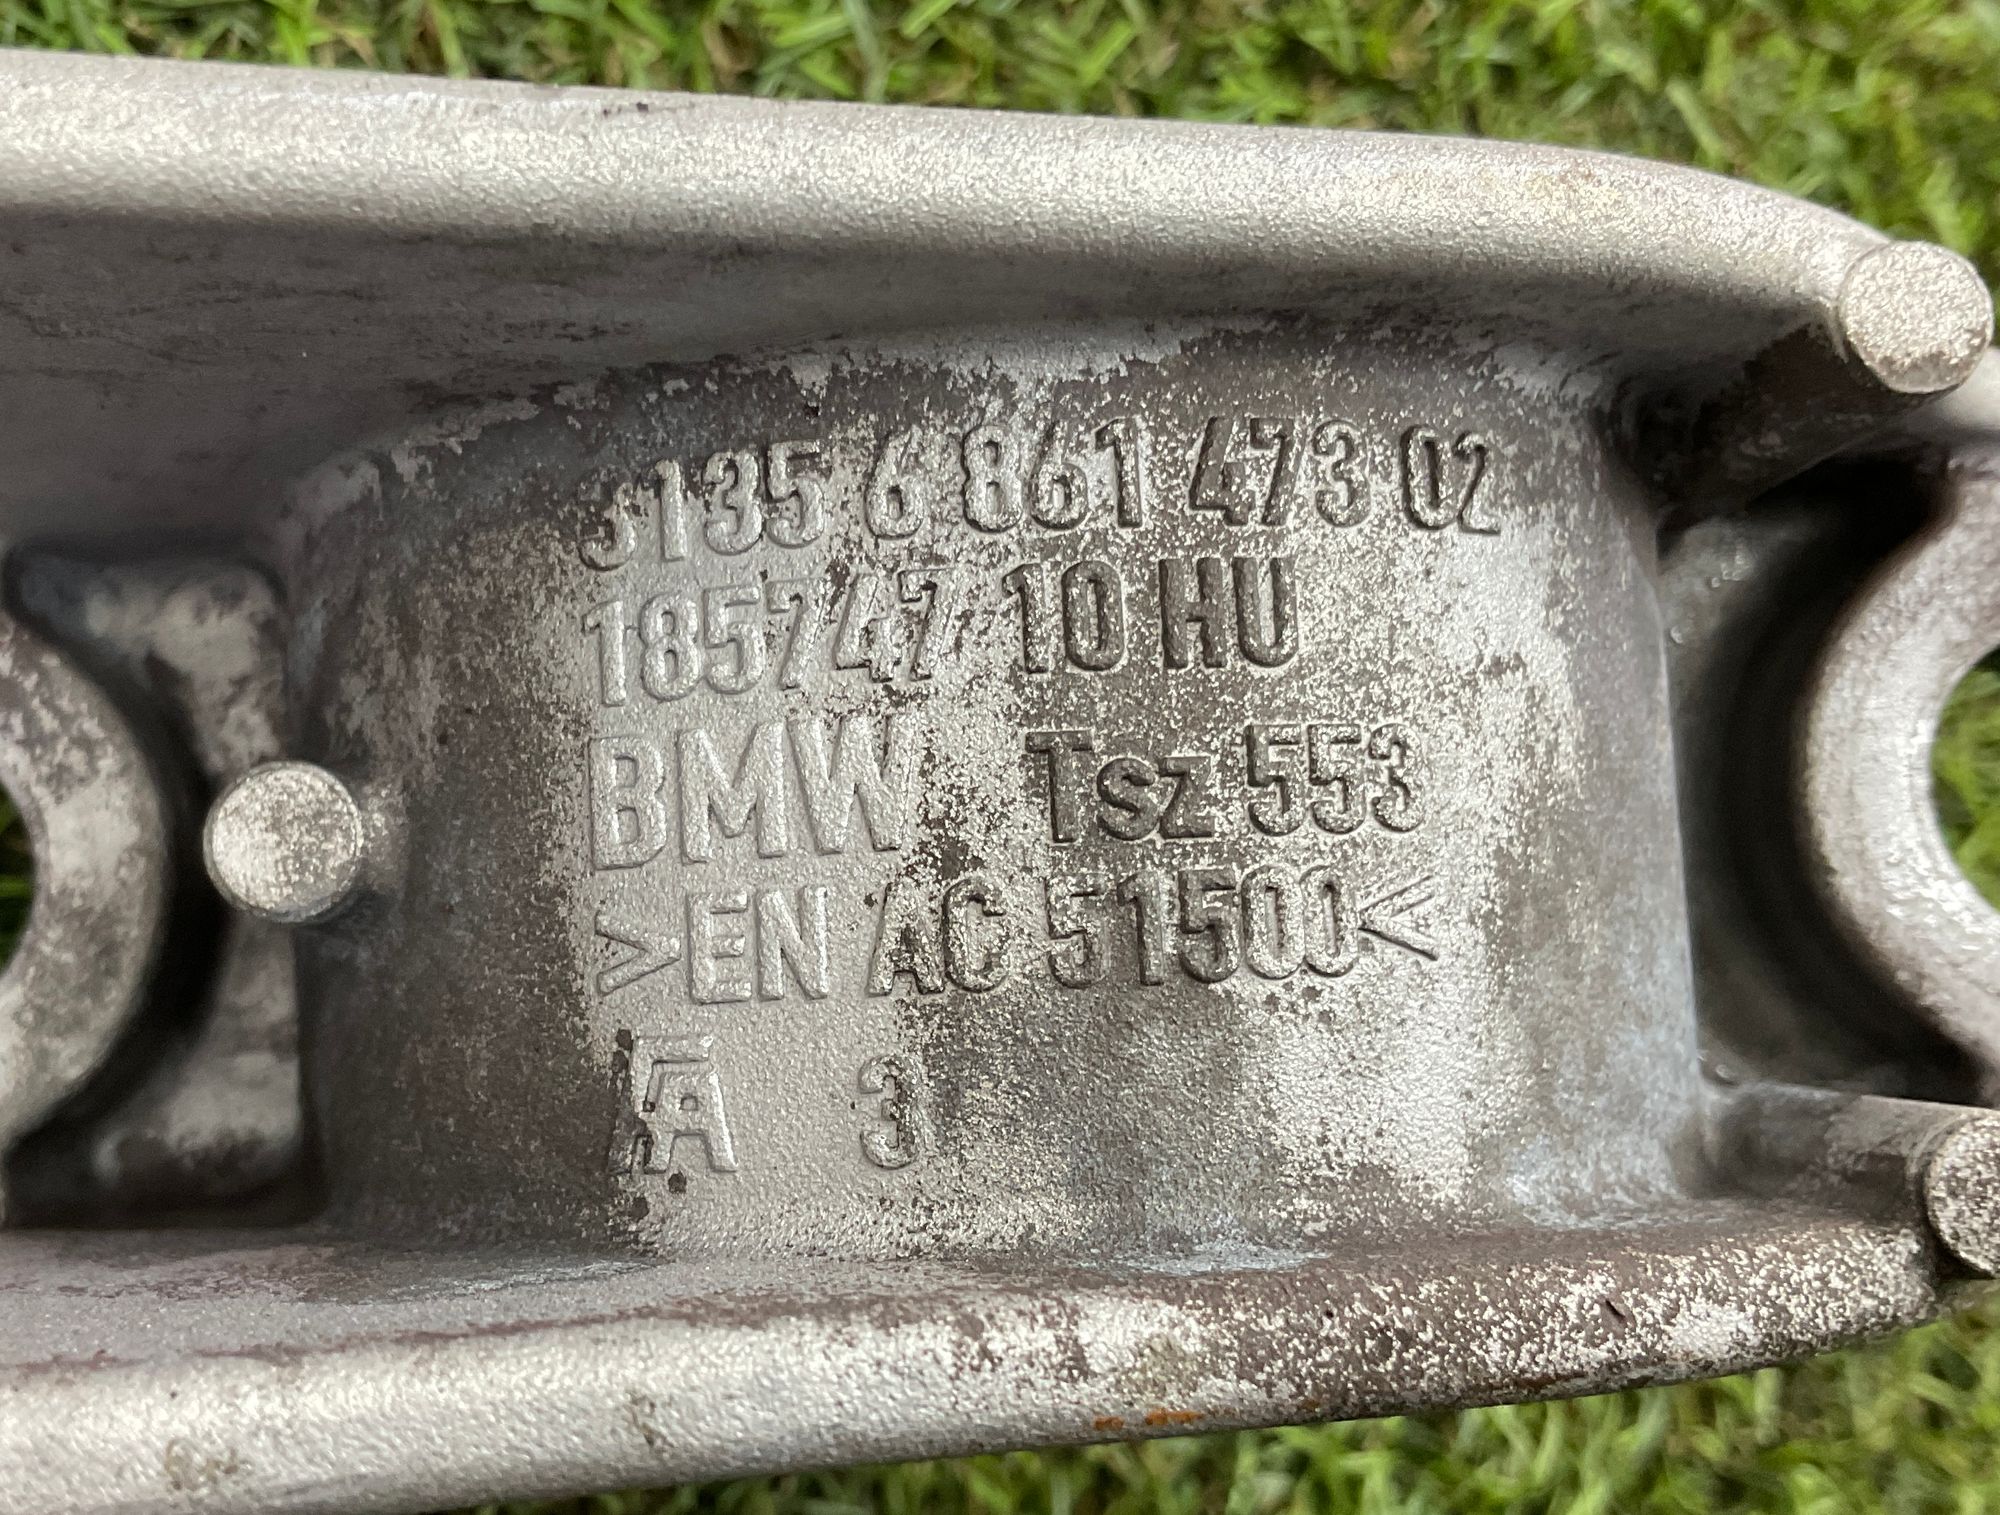 3135 6 861 473 02
185747 10 HU
BMW Tsz 553
>EN AC 51500<
3